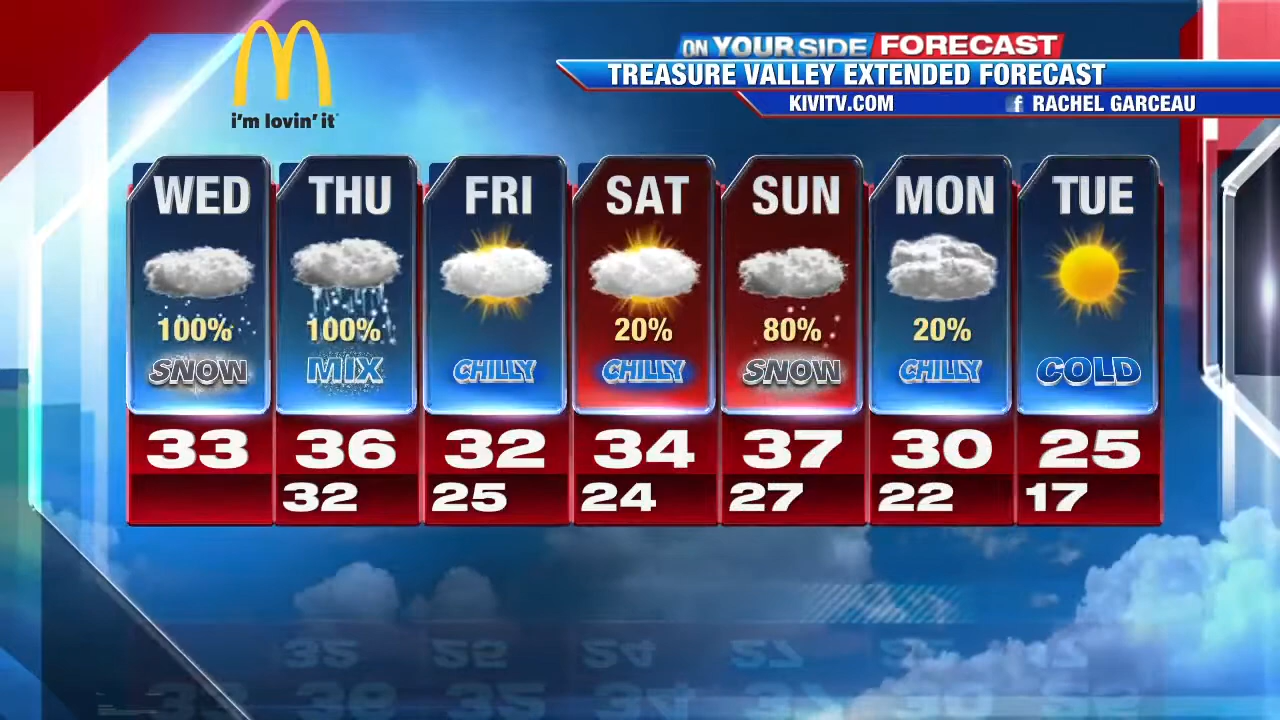 i'm lovin' it
ON YOUR SIDE FORECAST
TREASURE VALLEY EXTENDED FORECAST
KIVITV.COM f RACHEL GARCEAU
WED THU FRI SAT SUN MON TUE
100% 100% 20% 80% 20%
SNOW MIX CHILLY CHILLY SNOW CHILLY COLD
33 36 32 34 37 30 25
32 25 24 27 22 17